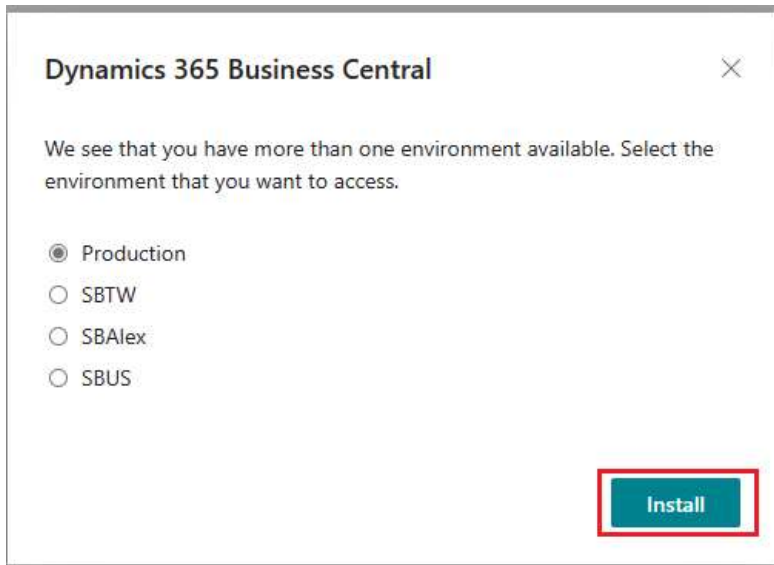 Dynamics 365 Business Central
We see that you have more than one environment available. Select the
environment that you want to access.
Production
SBTW
SBAlex
SBUS
Install